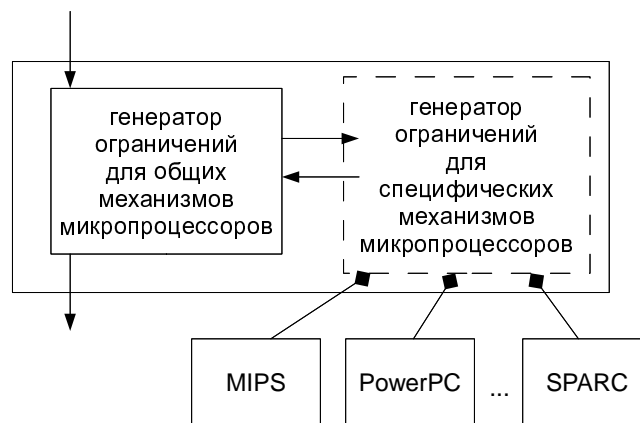 генератор
ограничений
для общих
механизмов
микропроцессоров
генератор
ограничений
для
специфических
механизмов
микропроцессоров
MIPS
PowerPC
...
SPARC